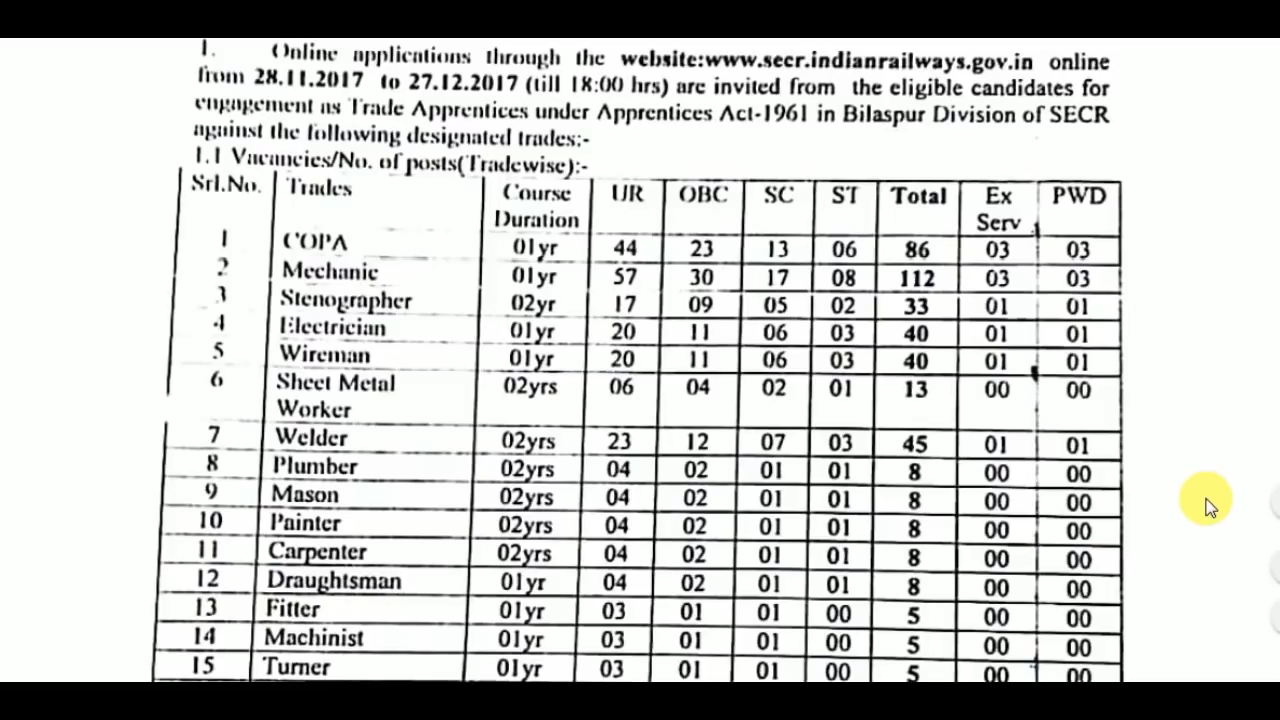 1. Online applications through the website:www.secr.indianrailways.gov.in online
from 28.11.2017 to 27.12.2017 (till 18:00 hrs) are invited from the eligible candidates for
engagement as Trade Apprentices under Apprentices Act-1961 in Bilaspur Division of SECR
against the following designated trades:-
1.1 Vacancies/No. of posts(Tradewise):-
Srl.No. Trades Course Duration UR OBC SC ST Total Ex Serv PWD
1 COPA 01yr 44 23 13 06 86 03 03
2 Mechanic 01yr 57 30 17 08 112 03 03
3 Stenographer 02yr 17 09 05 02 33 01 01
4 Electrician 01yr 20 11 06 03 40 01 01
5 Wireman 01yr 20 11 06 03 40 01 01
6 Sheet Metal Worker 02yrs 06 04 02 01 13 00 00
7 Welder 02yrs 23 12 07 03 45 01 01
8 Plumber 02yrs 04 02 01 01 8 00 00
9 Mason 02yrs 04 02 01 01 8 00 00
10 Painter 02yrs 04 02 01 01 8 00 00
11 Carpenter 02yrs 04 02 01 01 8 00 00
12 Draughtsman 01yr 04 02 01 01 8 00 00
13 Fitter 01yr 03 01 01 00 5 00 00
14 Machinist 01yr 03 01 01 00 5 00 00
15 Turner 01yr 03 01 01 00 5 00 00